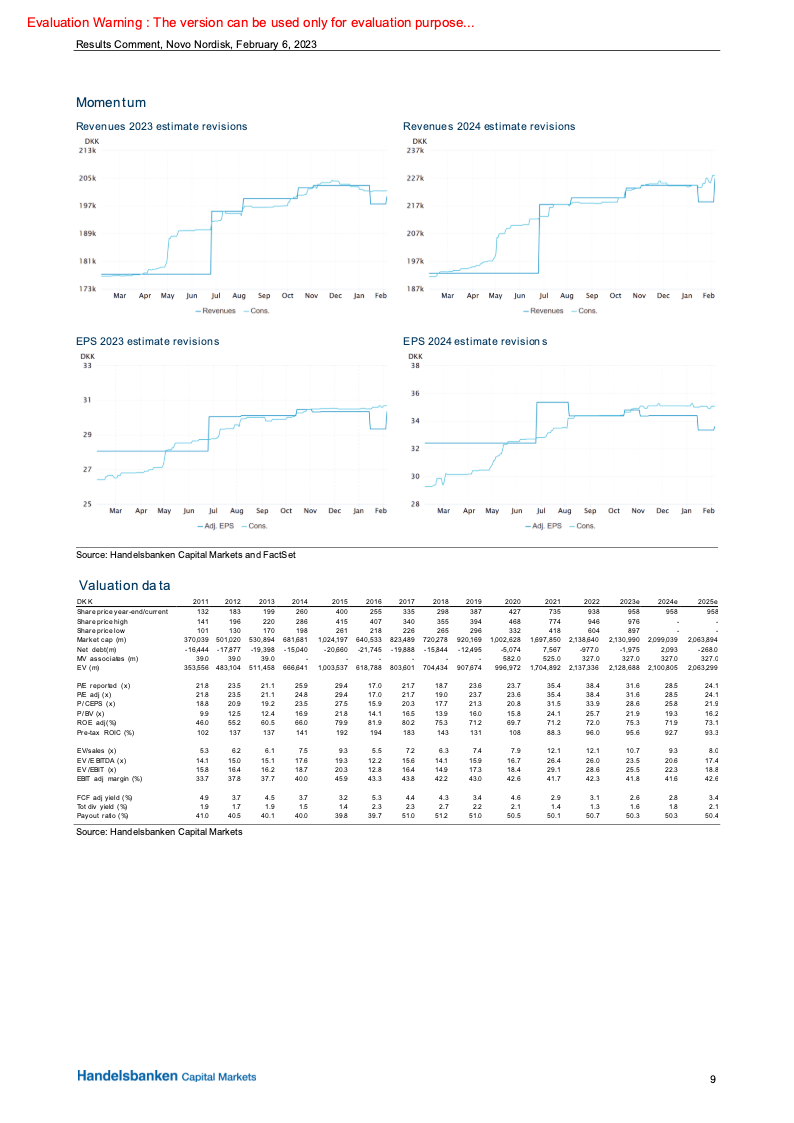 Evaluation Warning : The version can be used only for evaluation purpose...
Results Comment, Novo Nordisk, February 6, 2023
Momentum
Revenues 2023 estimate revisions
DKK
213k
205k
197k
189k
181k
173k
Mar Apr May Jun Jul Aug Sep Oct Nov Dec Jan Feb
Revenues Cons.
Revenues 2024 estimate revisions
DKK
237k
227k
217k
207k
197k
187k
Mar Apr May Jun Jul Aug Sep Oct Nov Dec Jan Feb
Revenues Cons.
EPS 2023 estimate revisions
DKK
33
31
29
27
25
Mar Apr May Jun Jul Aug Sep Oct Nov Dec Jan Feb
Adj. EPS Cons.
EPS 2024 estimate revisions
DKK
38
36
34
32
30
28
Mar Apr May Jun Jul Aug Sep Oct Nov Dec Jan Feb
Adj. EPS Cons.
Source: Handelsbanken Capital Markets and FactSet
Valuation data
DKK 2011 2012 2013 2014 2015 2016 2017 2018 2019 2020 2021 2022 2023e 2024e 2025e
Share price year-end/current 132 183 199 260 400 255 335 298 387 427 735 938 958 958 958
Share price high 141 196 220 286 415 407 340 355 394 468 774 946 976 - -
Share price low 101 130 170 198 261 218 226 265 296 332 418 604 897 - -
Market cap (m) 370,039 501,020 530,894 681,681 1,024,197 640,533 823,489 720,278 920,169 1,002,628 1,697,850 2,138,640 2,130,990 2,099,039 2,063,894
Net debt(m) -16,444 -17,877 -19,398 -15,040 -20,660 -21,745 -19,888 -15,844 -12,495 -5,074 7,567 -977.0 -1,975 2,093 -268.0
MV associates (m) 39.0 39.0 39.0 - - - - - - 582.0 525.0 327.0 327.0 327.0 327.0
EV (m) 353,556 483,104 511,458 666,641 1,003,537 618,788 803,601 704,434 907,674 996,972 1,704,892 2,137,336 2,128,688 2,100,805 2,063,299
P/E reported (x) 21.8 23.5 21.1 25.9 29.4 17.0 21.7 18.7 23.6 23.7 35.4 38.4 31.6 28.5 24.1
P/E adj (x) 21.8 23.5 21.1 24.8 29.4 17.0 21.7 19.0 23.7 23.6 35.4 38.4 31.6 28.5 24.1
P/CEPS (x) 18.8 20.9 19.2 23.5 27.5 15.9 20.3 17.7 21.3 20.8 31.5 33.9 28.6 25.8 21.9
P/BV (x) 9.9 12.5 12.4 16.9 21.8 14.1 16.5 13.9 16.0 15.8 24.1 25.7 21.9 19.3 16.2
ROE adj(%) 46.0 55.2 60.5 66.0 79.9 81.9 80.2 75.3 71.2 69.7 71.2 72.0 75.3 71.9 73.1
Pre-tax ROIC (%) 102 137 137 141 192 194 183 143 131 108 88.3 96.0 95.6 92.7 93.3
EV/sales (x) 5.3 6.2 6.1 7.5 9.3 5.5 7.2 6.3 7.4 7.9 12.1 12.1 10.7 9.3 8.0
EV/EBITDA (x) 14.1 15.0 15.1 17.6 19.3 12.2 15.6 14.1 15.9 16.7 26.4 26.0 23.5 20.6 17.4
EV/EBIT (x) 15.8 16.4 16.2 18.7 20.3 12.8 16.4 14.9 17.3 18.4 29.1 28.6 25.5 22.3 18.8
EBIT adj margin (%) 33.7 37.8 37.7 40.0 45.9 43.3 43.8 42.2 43.0 42.6 41.7 42.3 41.8 41.6 42.6
FCF adj yield (%) 4.9 3.7 4.5 3.7 3.2 5.3 4.4 4.3 3.4 4.6 2.9 3.1 2.6 2.8 3.4
Tot div yield (%) 1.9 1.7 1.9 1.5 1.4 2.3 2.3 2.7 2.2 2.1 1.4 1.3 1.6 1.8 2.1
Payout ratio (%) 41.0 40.5 40.1 40.0 39.8 39.7 51.0 51.2 51.0 50.5 50.1 50.7 50.3 50.3 50.4
Source: Handelsbanken Capital Markets
Handelsbanken Capital Markets
9